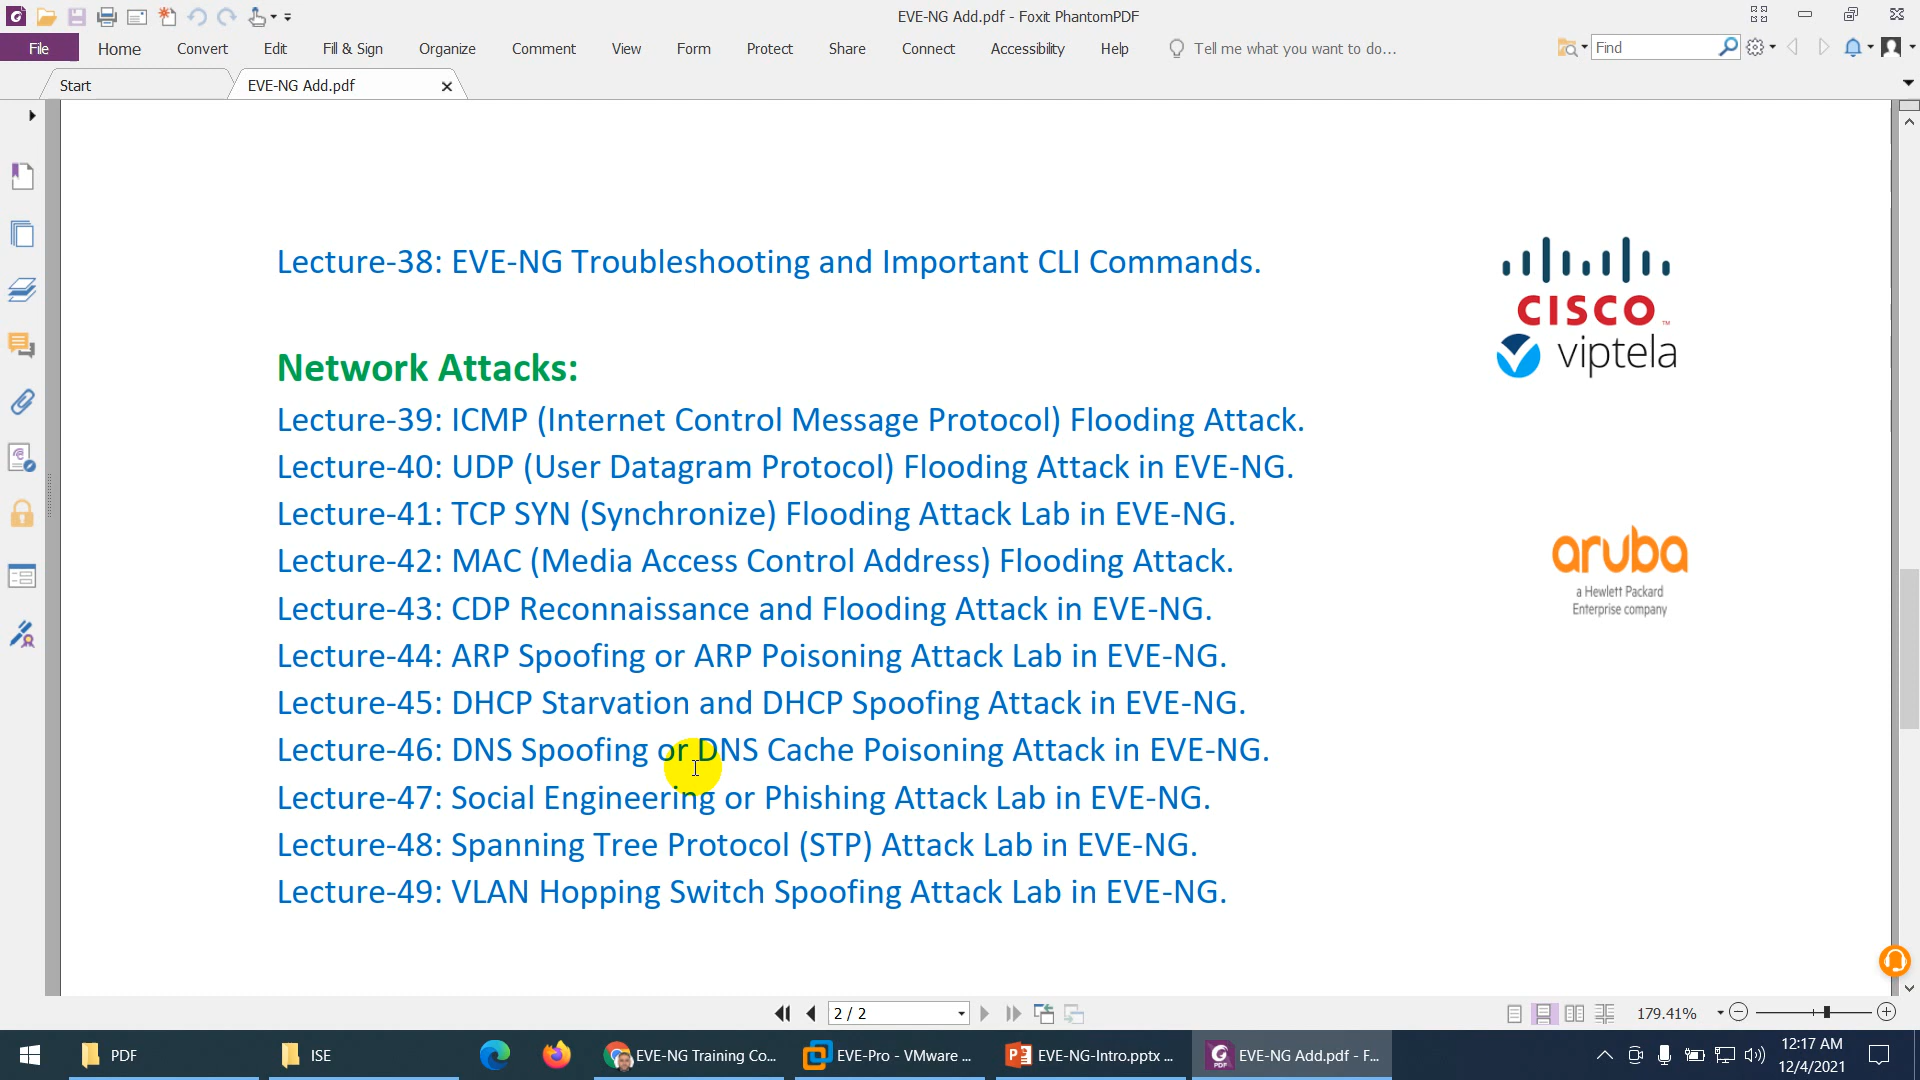 EVE-NG Add.pdf - Foxit PhantomPDF
File Home Convert Edit Fill & Sign Organize Comment View Form Protect Share Connect Accessibility Help Tell me what you want to do... Find
Start EVE-NG Add.pdf
Lecture-38: EVE-NG Troubleshooting and Important CLI Commands.
CISCO TM
viptela
Network Attacks:
Lecture-39: ICMP (Internet Control Message Protocol) Flooding Attack.
Lecture-40: UDP (User Datagram Protocol) Flooding Attack in EVE-NG.
Lecture-41: TCP SYN (Synchronize) Flooding Attack Lab in EVE-NG.
Lecture-42: MAC (Media Access Control Address) Flooding Attack.
Lecture-43: CDP Reconnaissance and Flooding Attack in EVE-NG.
Lecture-44: ARP Spoofing or ARP Poisoning Attack Lab in EVE-NG.
Lecture-45: DHCP Starvation and DHCP Spoofing Attack in EVE-NG.
Lecture-46: DNS Spoofing or DNS Cache Poisoning Attack in EVE-NG.
Lecture-47: Social Engineering or Phishing Attack Lab in EVE-NG.
Lecture-48: Spanning Tree Protocol (STP) Attack Lab in EVE-NG.
Lecture-49: VLAN Hopping Switch Spoofing Attack Lab in EVE-NG.
aruba
a Hewlett Packard
Enterprise company
2 / 2 179.41%
PDF ISE EVE-NG Training Co... EVE-Pro - VMware ... EVE-NG-Intro.pptx ... EVE-NG Add.pdf - F...
12:17 AM
12/4/2021